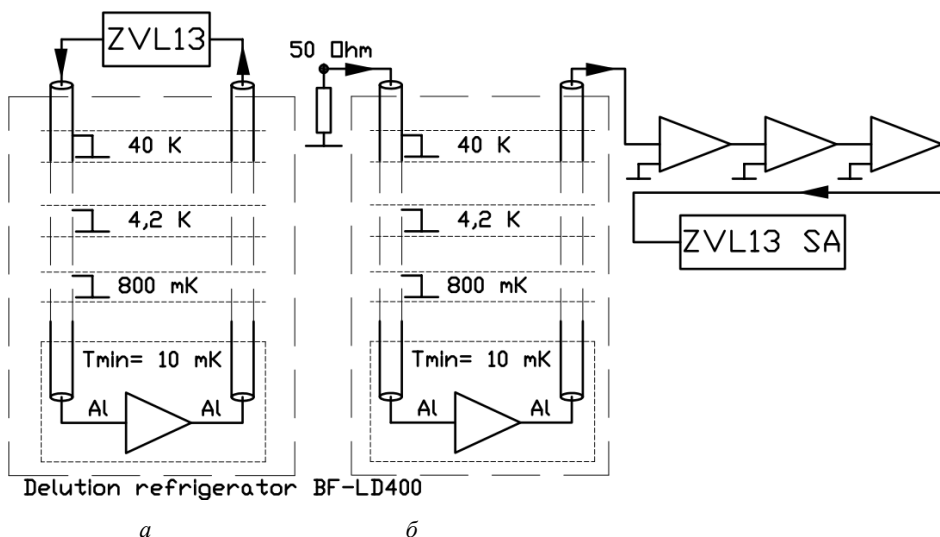 ZVL13
50 Ohm
40 K
40 K
4,2 K
4,2 K
ZVL13 SA
800 mK
800 mK
Tmin= 10 mK
Tmin= 10 mK
Al
Al
Al
Al
Delution refrigerator BF-LD400
а
б